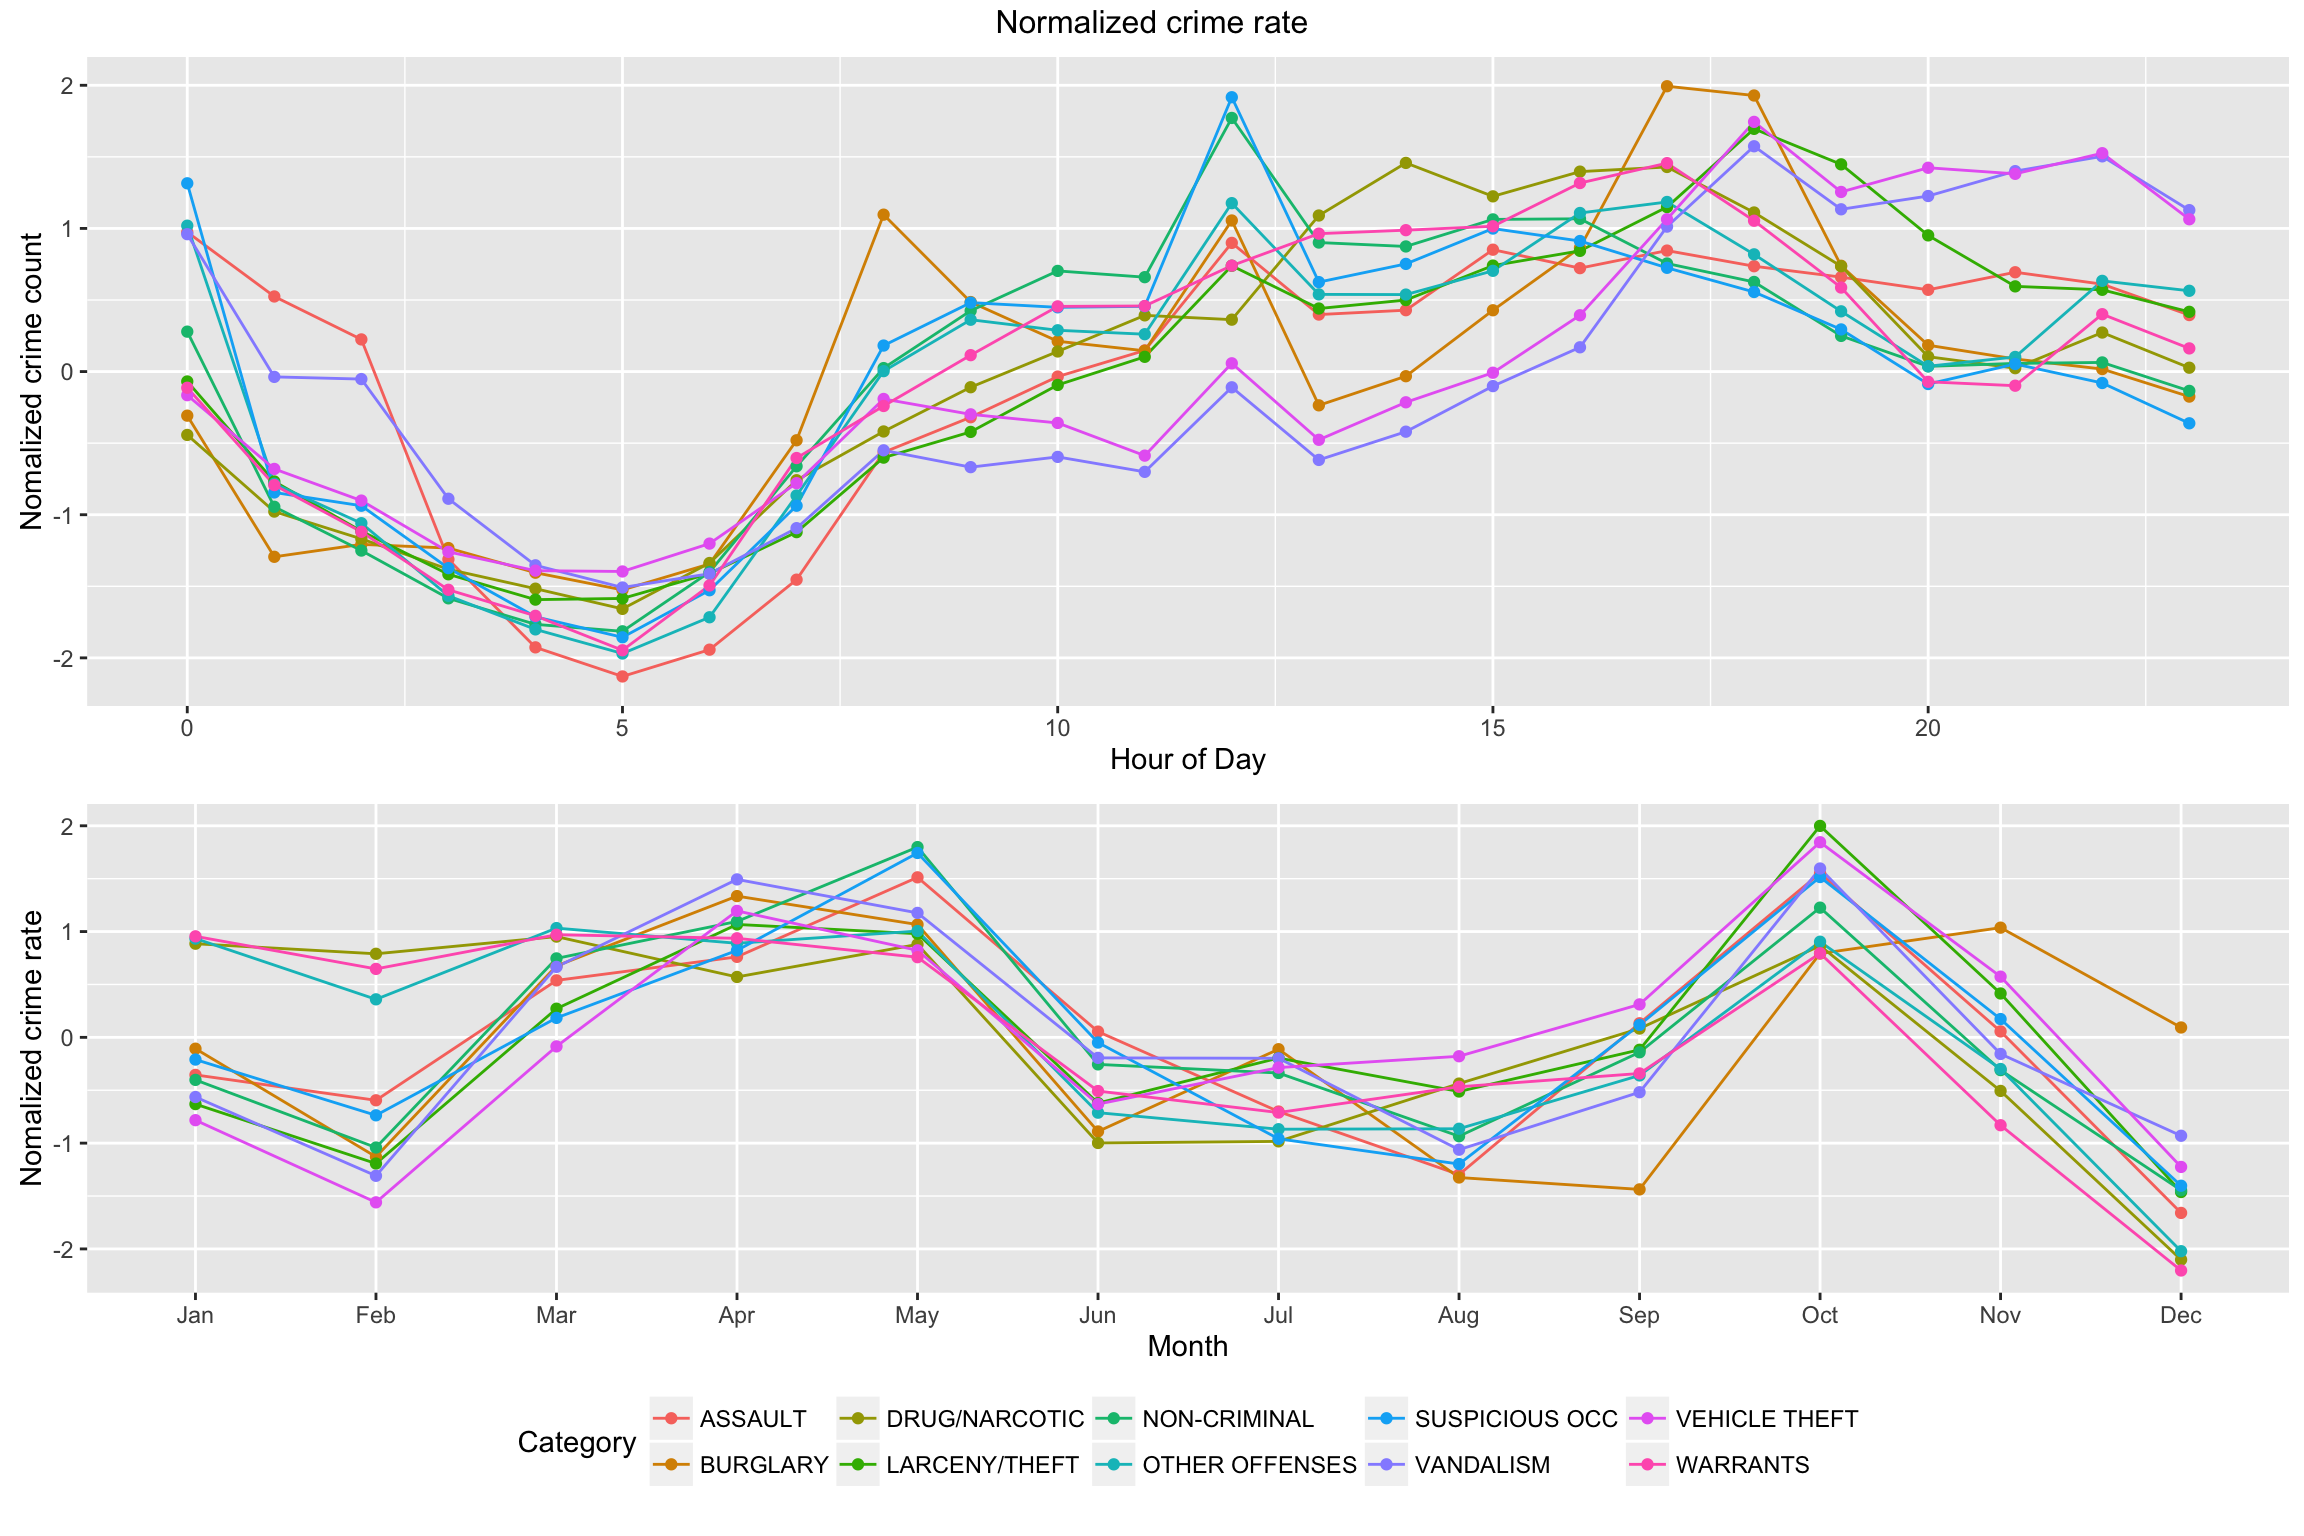 Normalized crime rate
Nomalized crime count
2
1
0
-1
-2
0 5 10 15 20
Hour of Day
Nomalized crime rate
2
1
0
-1
-2
Jan Feb Mar Apr May Jun Jul Aug Sep Oct Nov Dec
Month
Category
ASSAULT DRUG/NARCOTIC NON-CRIMINAL SUSPICIOUS OCC VEHICLE THEFT
BURGLARY LARCENY/THEFT OTHER OFFENSES VANDALISM WARRANTS